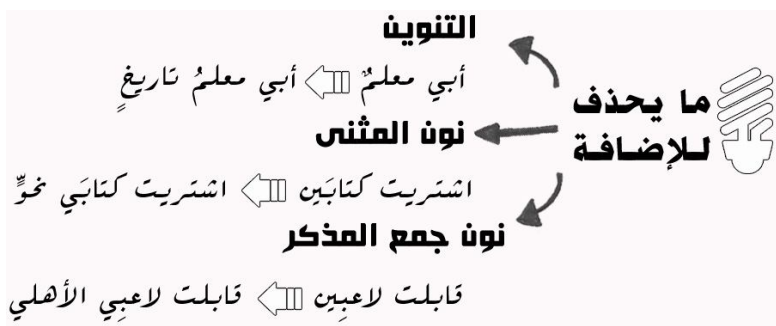 ما يحذف
للإضافة
التنوين
أبي معلمٌ أبي معلمُ تاريخٍ
نون المثنى
اشتريت كتابَين اشتريت كتابَي نحوٍّ
نون جمع المذكر
قابلت لاعبِين قابلت لاعبِي الأهلي